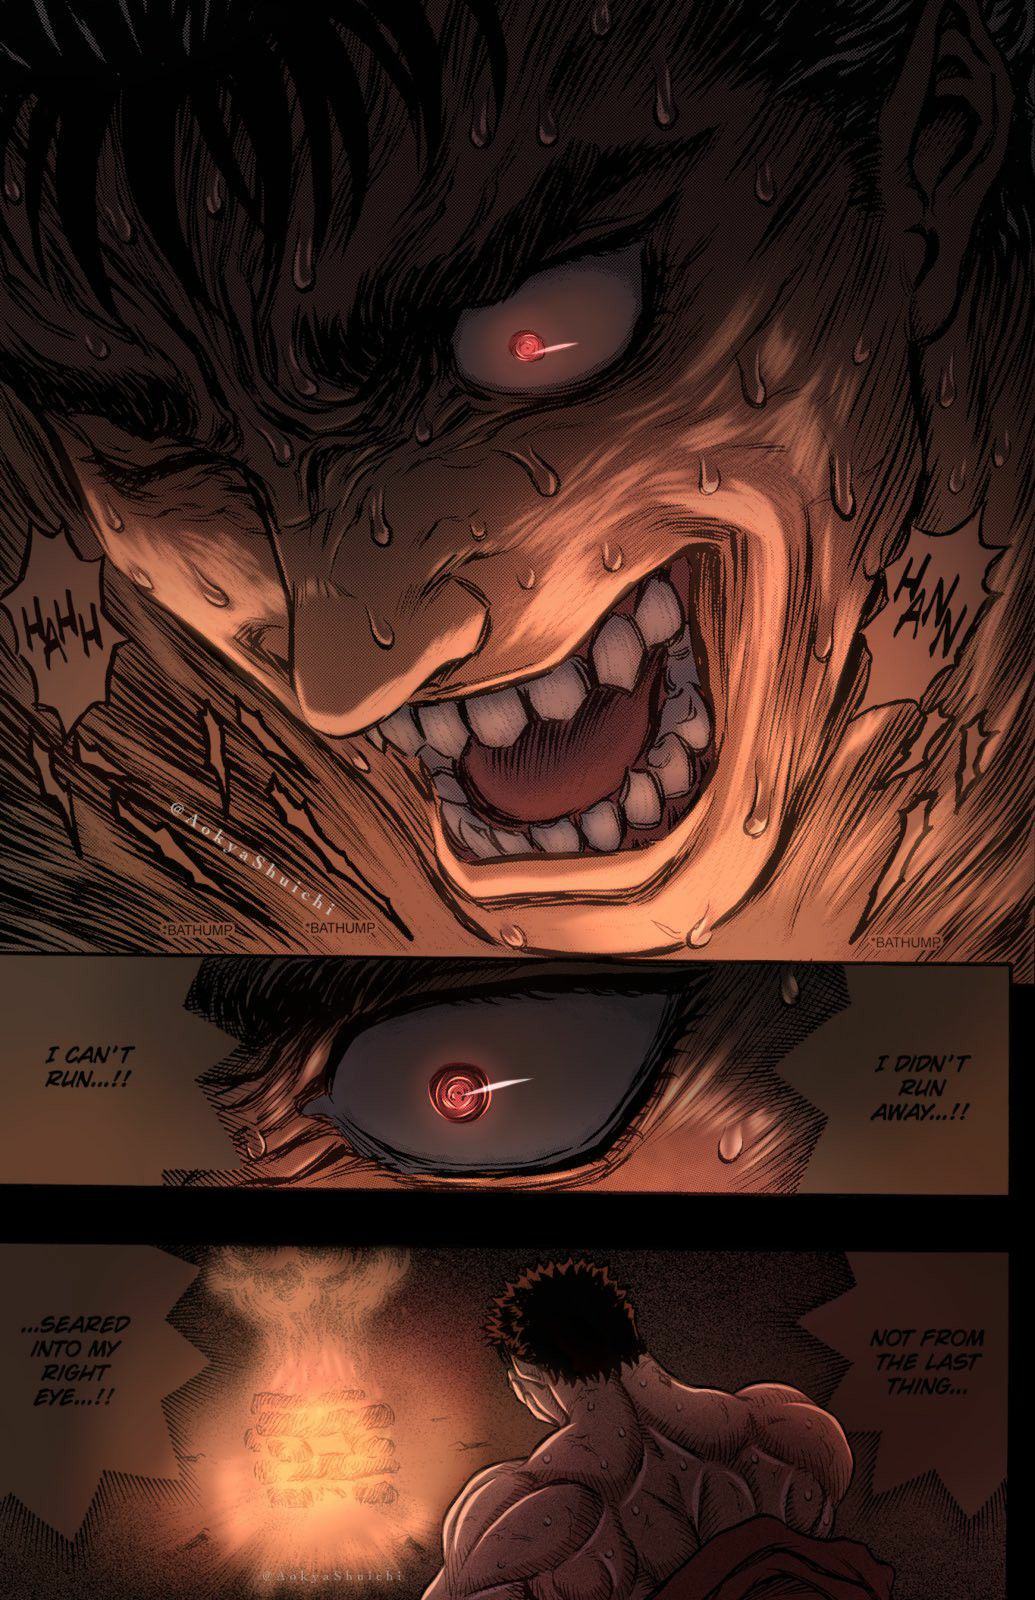 HAHH
HAHN
@AokyaShuichi
*BATHUMP
*BATHUMP
*BATHUMP
I DIDN'T
RUN
AWAY...!!
I CAN'T
RUN...!!
NOT FROM
THE LAST
THING...
...SEARED
INTO MY
RIGHT
EYE...!!
@AokyaShuichi